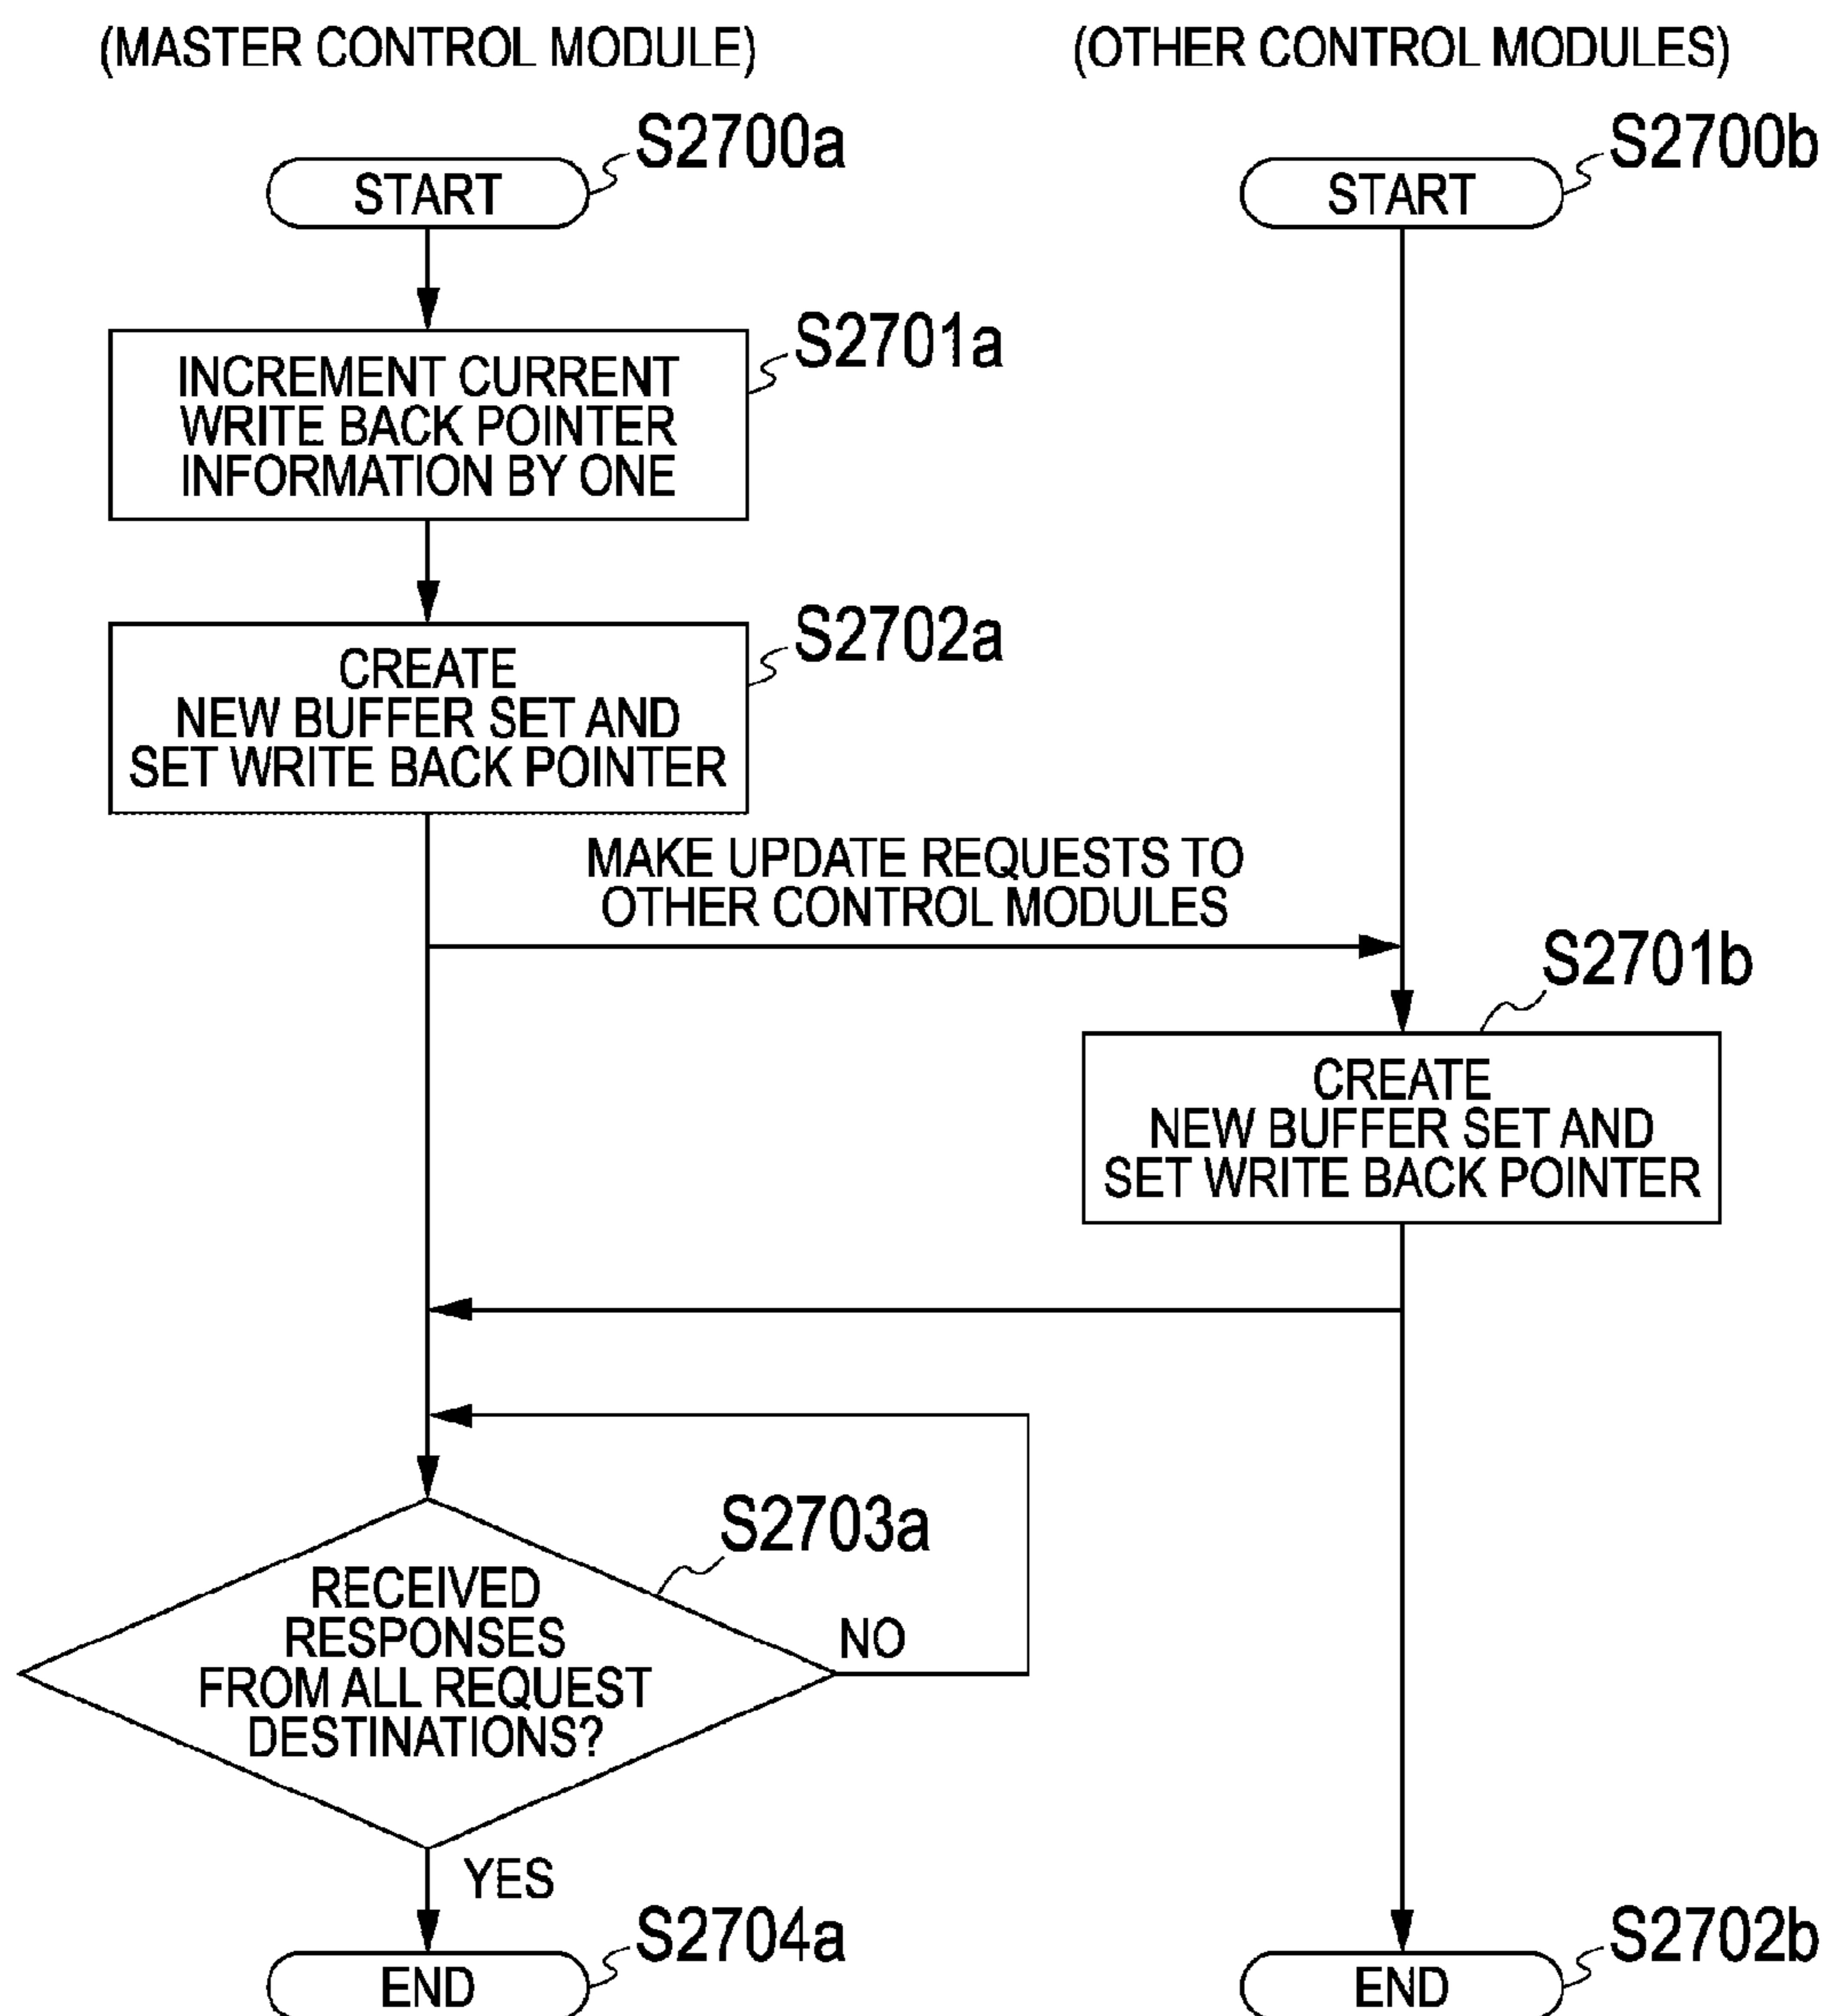 (MASTER CONTROL MODULE)
(OTHER CONTROL MODULES)
S2700a
START
S2700b
START
S2701a
INCREMENT CURRENT
WRITE BACK POINTER
INFORMATION BY ONE
S2702a
CREATE
NEW BUFFER SET AND
SET WRITE BACK POINTER
MAKE UPDATE REQUESTS TO
OTHER CONTROL MODULES
S2701b
CREATE
NEW BUFFER SET AND
SET WRITE BACK POINTER
S2703a
RECEIVED
RESPONSES
FROM ALL REQUEST
DESTINATIONS?
NO
YES
S2704a
END
S2702b
END